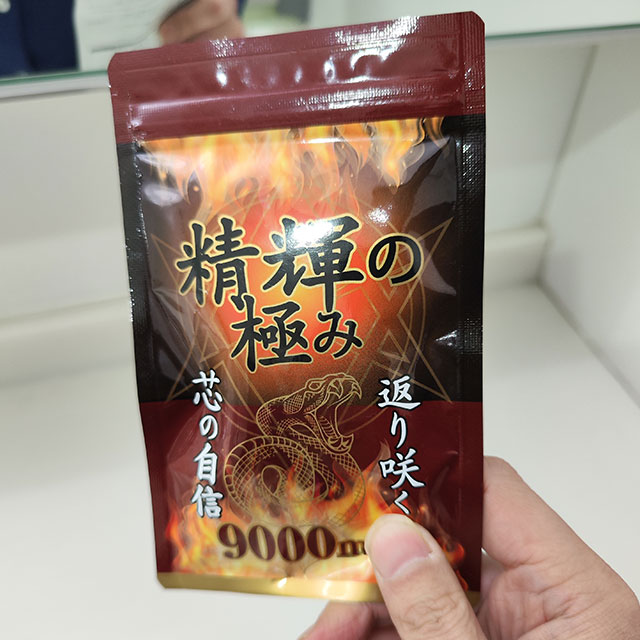 精輝の
極み
返り咲く
芯の自信
9000m